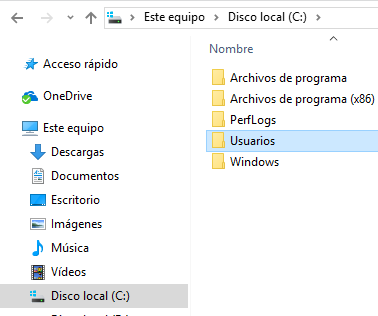 Este equipo > Disco local (C:) >
Nombre
Acceso rápido
OneDrive
Este equipo
Descargas
Documentos
Escritorio
Imágenes
Música
Vídeos
Disco local (C:)
Archivos de programa
Archivos de programa (x86)
PerfLogs
Usuarios
Windows